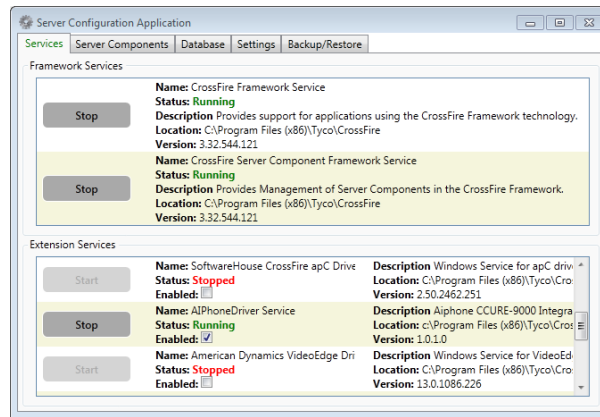 Server Configuration Application
Services Server Components Database Settings Backup/Restore
Framework Services
Name: CrossFire Framework Service
Status: Running
Stop
Description Provides support for applications using the CrossFire Framework technology.
Location: C:\Program Files (x86)\Tyco\CrossFire
Version: 3.32.544.121
Name: CrossFire Server Component Framework Service
Status: Running
Stop
Description Provides Management of Server Components in the CrossFire Framework.
Location: C:\Program Files (x86)\Tyco\CrossFire
Version: 3.32.544.121
Extension Services
Start
Name: SoftwareHouse CrossFire apC Drive
Status: Stopped
Enabled:
Description Windows Service for apC driv
Location: C:\Program Files (x86)\Tyco\Cros
Version: 2.50.2462.251
Stop
Name: AIPhoneDriver Service
Status: Running
Enabled:
Description Aiphone CCURE-9000 Integra
Location: c:\Program Files (x86)\Tyco\Cros
Version: 1.0.1.0
Start
Name: American Dynamics VideoEdge Dri
Status: Stopped
Enabled:
Description Windows Service for VideoEd
Location: C:\Program Files (x86)\Tyco\Cros
Version: 13.0.1086.226